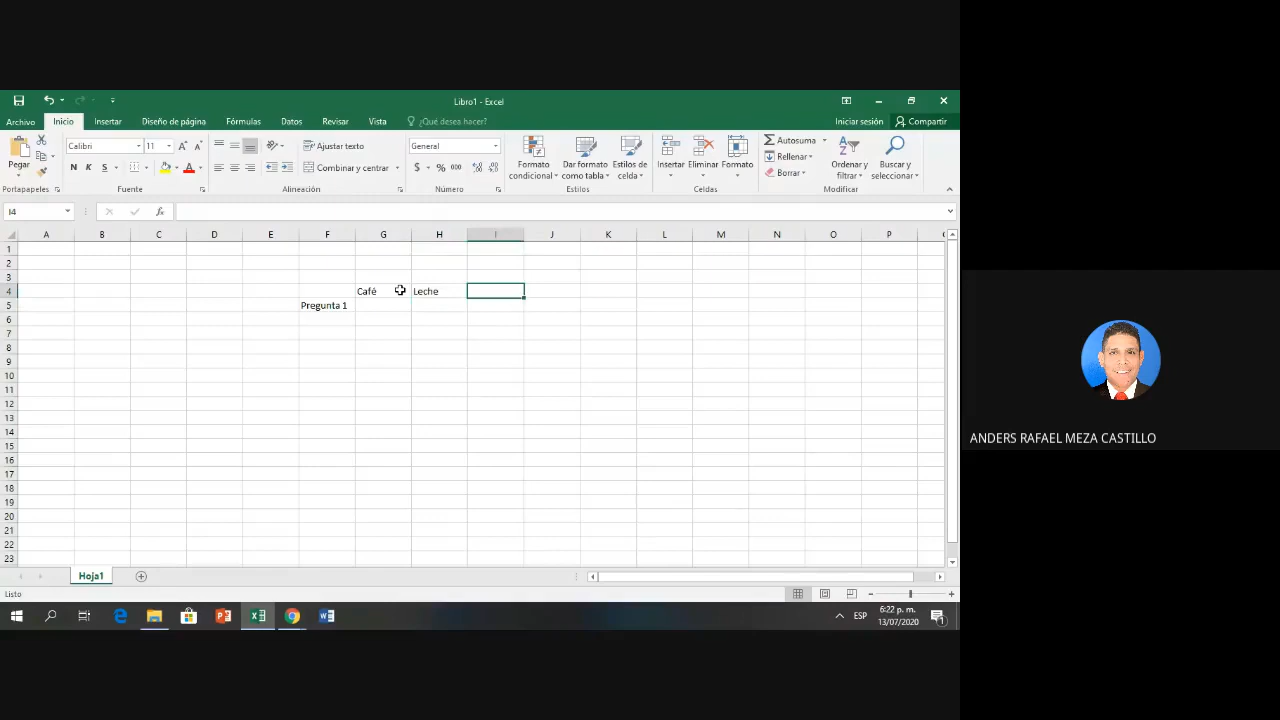 Libro1 - Excel
Archivo Inicio Insertar Diseño de página Fórmulas Datos Revisar Vista ¿Qué desea hacer? Iniciar sesión Compartir
Pegar
Calibri 11 A A
N K S A
Ajustar texto
Combinar y centrar
General
$ % 000
Formato condicional
Dar formato como tabla
Estilos de celda
Insertar Eliminar Formato
Autosuma
Rellenar
Borrar
Ordenar y filtrar
Buscar y seleccionar
Portapapeles Fuente Alineación Número Estilos Celdas Modificar
I4 fx
A B C D E F G H I J K L M N O P
1
2
3
4 Café Leche
5 Pregunta 1
6
7
8
9
10
11
12
13
14
15
16
17
18
19
20
21
22
23
Hoja1
Listo
ESP
6:22 p. m.
13/07/2020
1
ANDERS RAFAEL MEZA CASTILLO